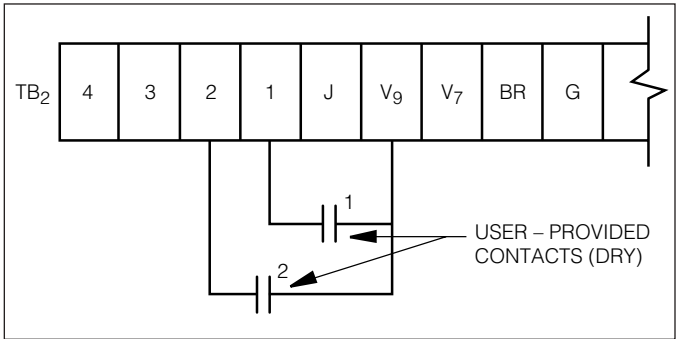 TB2 4 3 2 1 J V9 V7 BR G
1
USER – PROVIDED
CONTACTS (DRY)
2